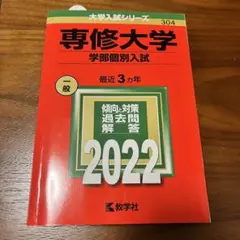 大学入試シリーズ
304
専修大学
学部個別入試
一般
最近3カ年
傾向と対策
過去問
解答
2022
教学社